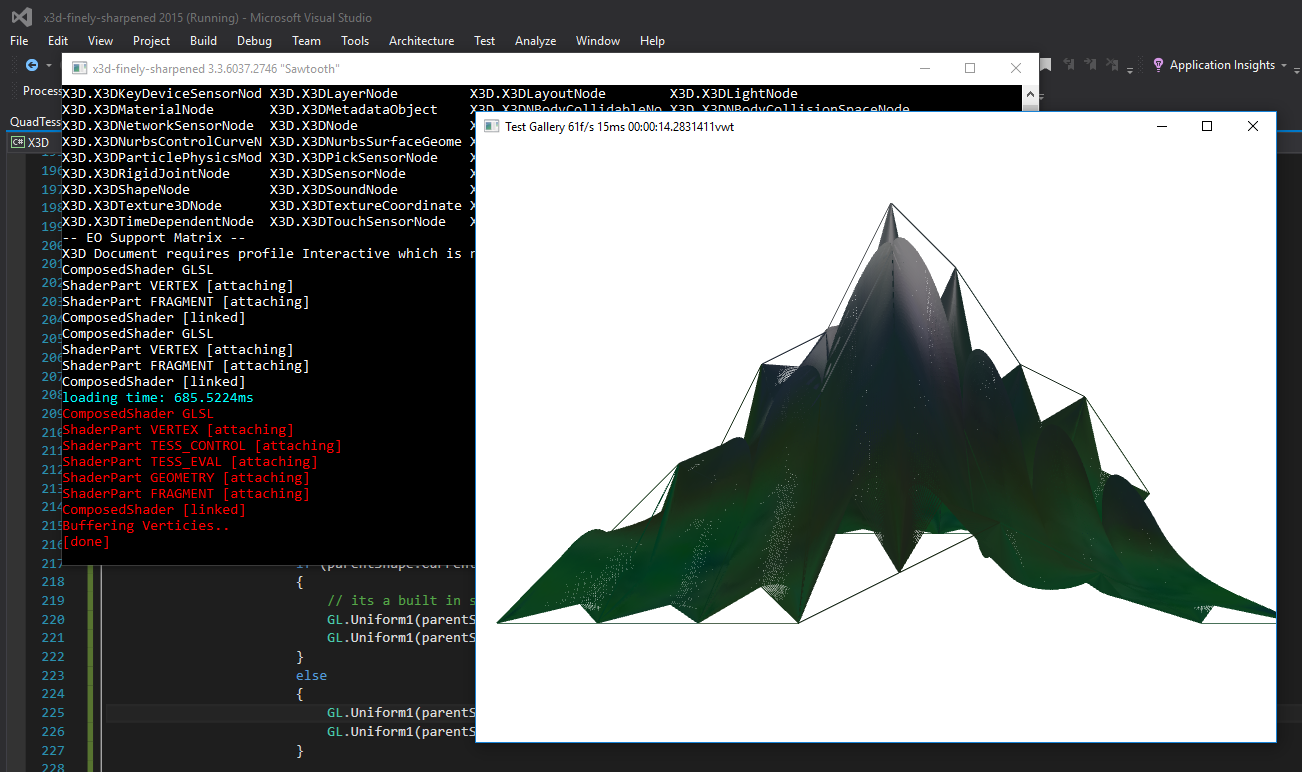 x3d-finely-sharpened 2015 (Running) - Microsoft Visual Studio
File Edit View Project Build Debug Team Tools Architecture Test Analyze Window Help
Application Insights
x3d-finely-sharpened 3.3.6037.2746 "Sawtooth"
Process
QuadTess
C# X3D
X3D.X3DKeyDeviceSensorNod X3D.X3DLayerNode X3D.X3DLayoutNode X3D.X3DLightNode
X3D.X3DMaterialNode X3D.X3DMetadataObject X3D.X3DNBodyCollidableNo X3D.X3DNBodyCollisionSpaceNode
X3D.X3DNetworkSensorNode X3D.X3DNode
X3D.X3DNurbsControlCurveN X3D.X3DNurbsSurfaceGeome
X3D.X3DParticlePhysicsMod X3D.X3DPickSensorNode
X3D.X3DRigidJointNode X3D.X3DSensorNode
X3D.X3DShapeNode X3D.X3DSoundNode
X3D.X3DTexture3DNode X3D.X3DTextureCoordinate
X3D.X3DTimeDependentNode X3D.X3DTouchSensorNode
-- EO Support Matrix --
X3D Document requires profile Interactive which is n
ComposedShader GLSL
ShaderPart VERTEX [attaching]
ShaderPart FRAGMENT [attaching]
ComposedShader [linked]
ComposedShader GLSL
ShaderPart VERTEX [attaching]
ShaderPart FRAGMENT [attaching]
ComposedShader [linked]
loading time: 685.5224ms
ComposedShader GLSL
ShaderPart VERTEX [attaching]
ShaderPart TESS_CONTROL [attaching]
ShaderPart TESS_EVAL [attaching]
ShaderPart GEOMETRY [attaching]
ShaderPart FRAGMENT [attaching]
ComposedShader [linked]
Buffering Verticies..
[done]
Test Gallery 61f/s 15ms 00:00:14.2831411vwt
196
197
198
199
200
201
202
203
204
205
206
207
208
209
210
211
212
213
214
215
216
217
218 {
219 // its a built in s
220 GL.Uniform1(parentS
221 GL.Uniform1(parentS
222 }
223 else
224 {
225 GL.Uniform1(parentS
226 GL.Uniform1(parentS
227 }
228